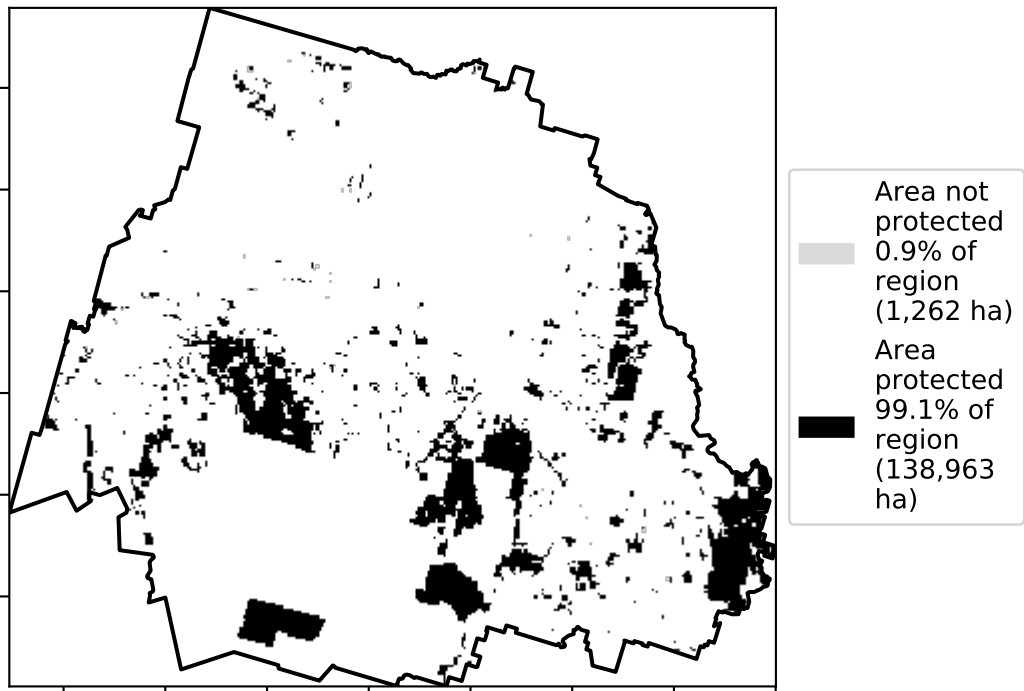 Area not
protected
0.9% of
region
(1,262 ha)
Area
protected
99.1% of
region
(138,963
ha)